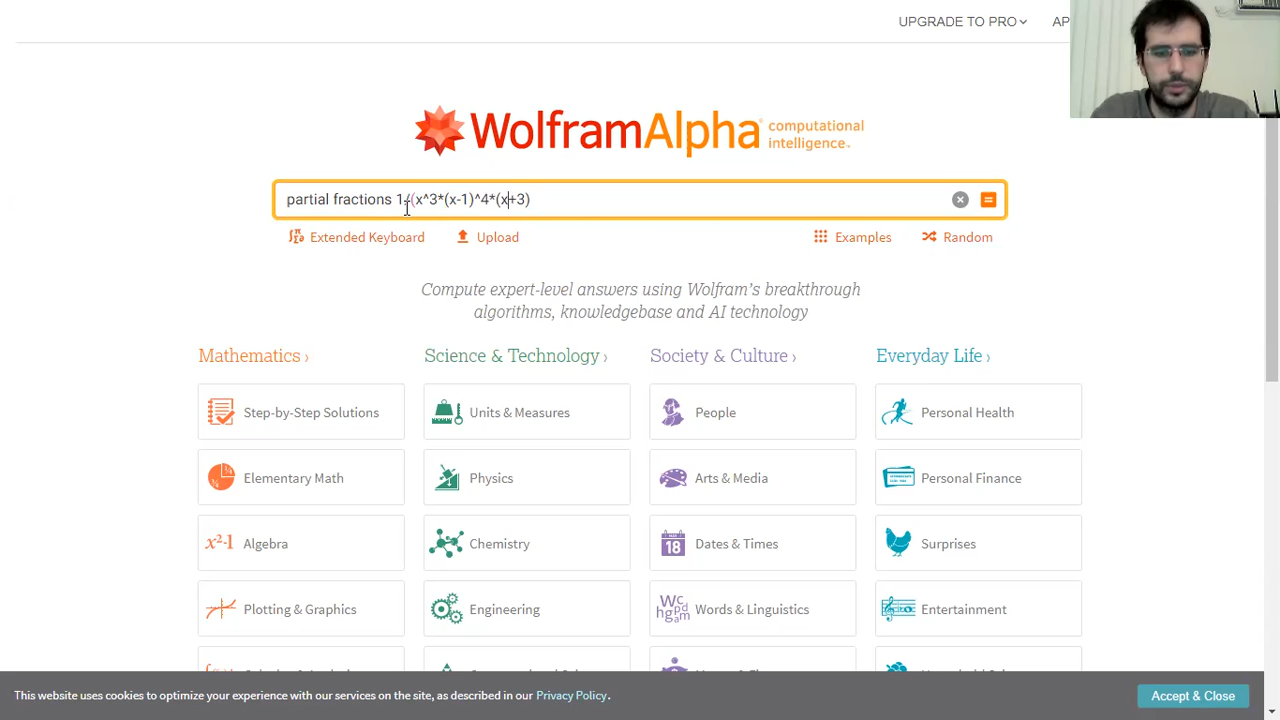 UPGRADE TO PRO
WolframAlpha computational intelligence.
partial fractions 1/(x^3*(x-1)^4*(x+3)
Extended Keyboard
Upload
Examples
Random
Compute expert-level answers using Wolfram's breakthrough
algorithms, knowledgebase and AI technology
Mathematics ›
Science & Technology ›
Society & Culture ›
Everyday Life ›
Step-by-Step Solutions
Units & Measures
People
Personal Health
Elementary Math
Physics
Arts & Media
Personal Finance
x²-1 Algebra
Chemistry
18 Dates & Times
Surprises
Plotting & Graphics
Engineering
Words & Linguistics
Entertainment
This website uses cookies to optimize your experience with our services on the site, as described in our Privacy Policy.
Accept & Close